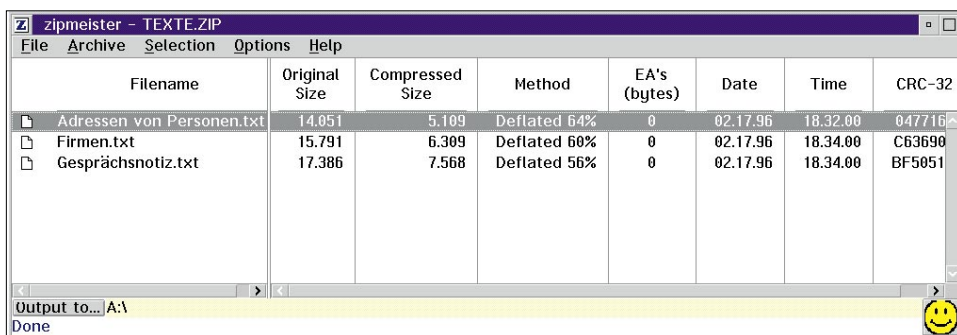 zipmeister - TEXTE.ZIP
File Archive Selection Options Help
Filename Original Size Compressed Size Method EA's (bytes) Date Time CRC-32
Adressen von Personen.txt 14.051 5.109 Deflated 64% 0 02.17.96 18.32.00 047716
Firmen.txt 15.791 6.309 Deflated 60% 0 02.17.96 18.34.00 C63690
Gesprächsnotiz.txt 17.386 7.568 Deflated 56% 0 02.17.96 18.34.00 BF5051
Output to... A:\
Done